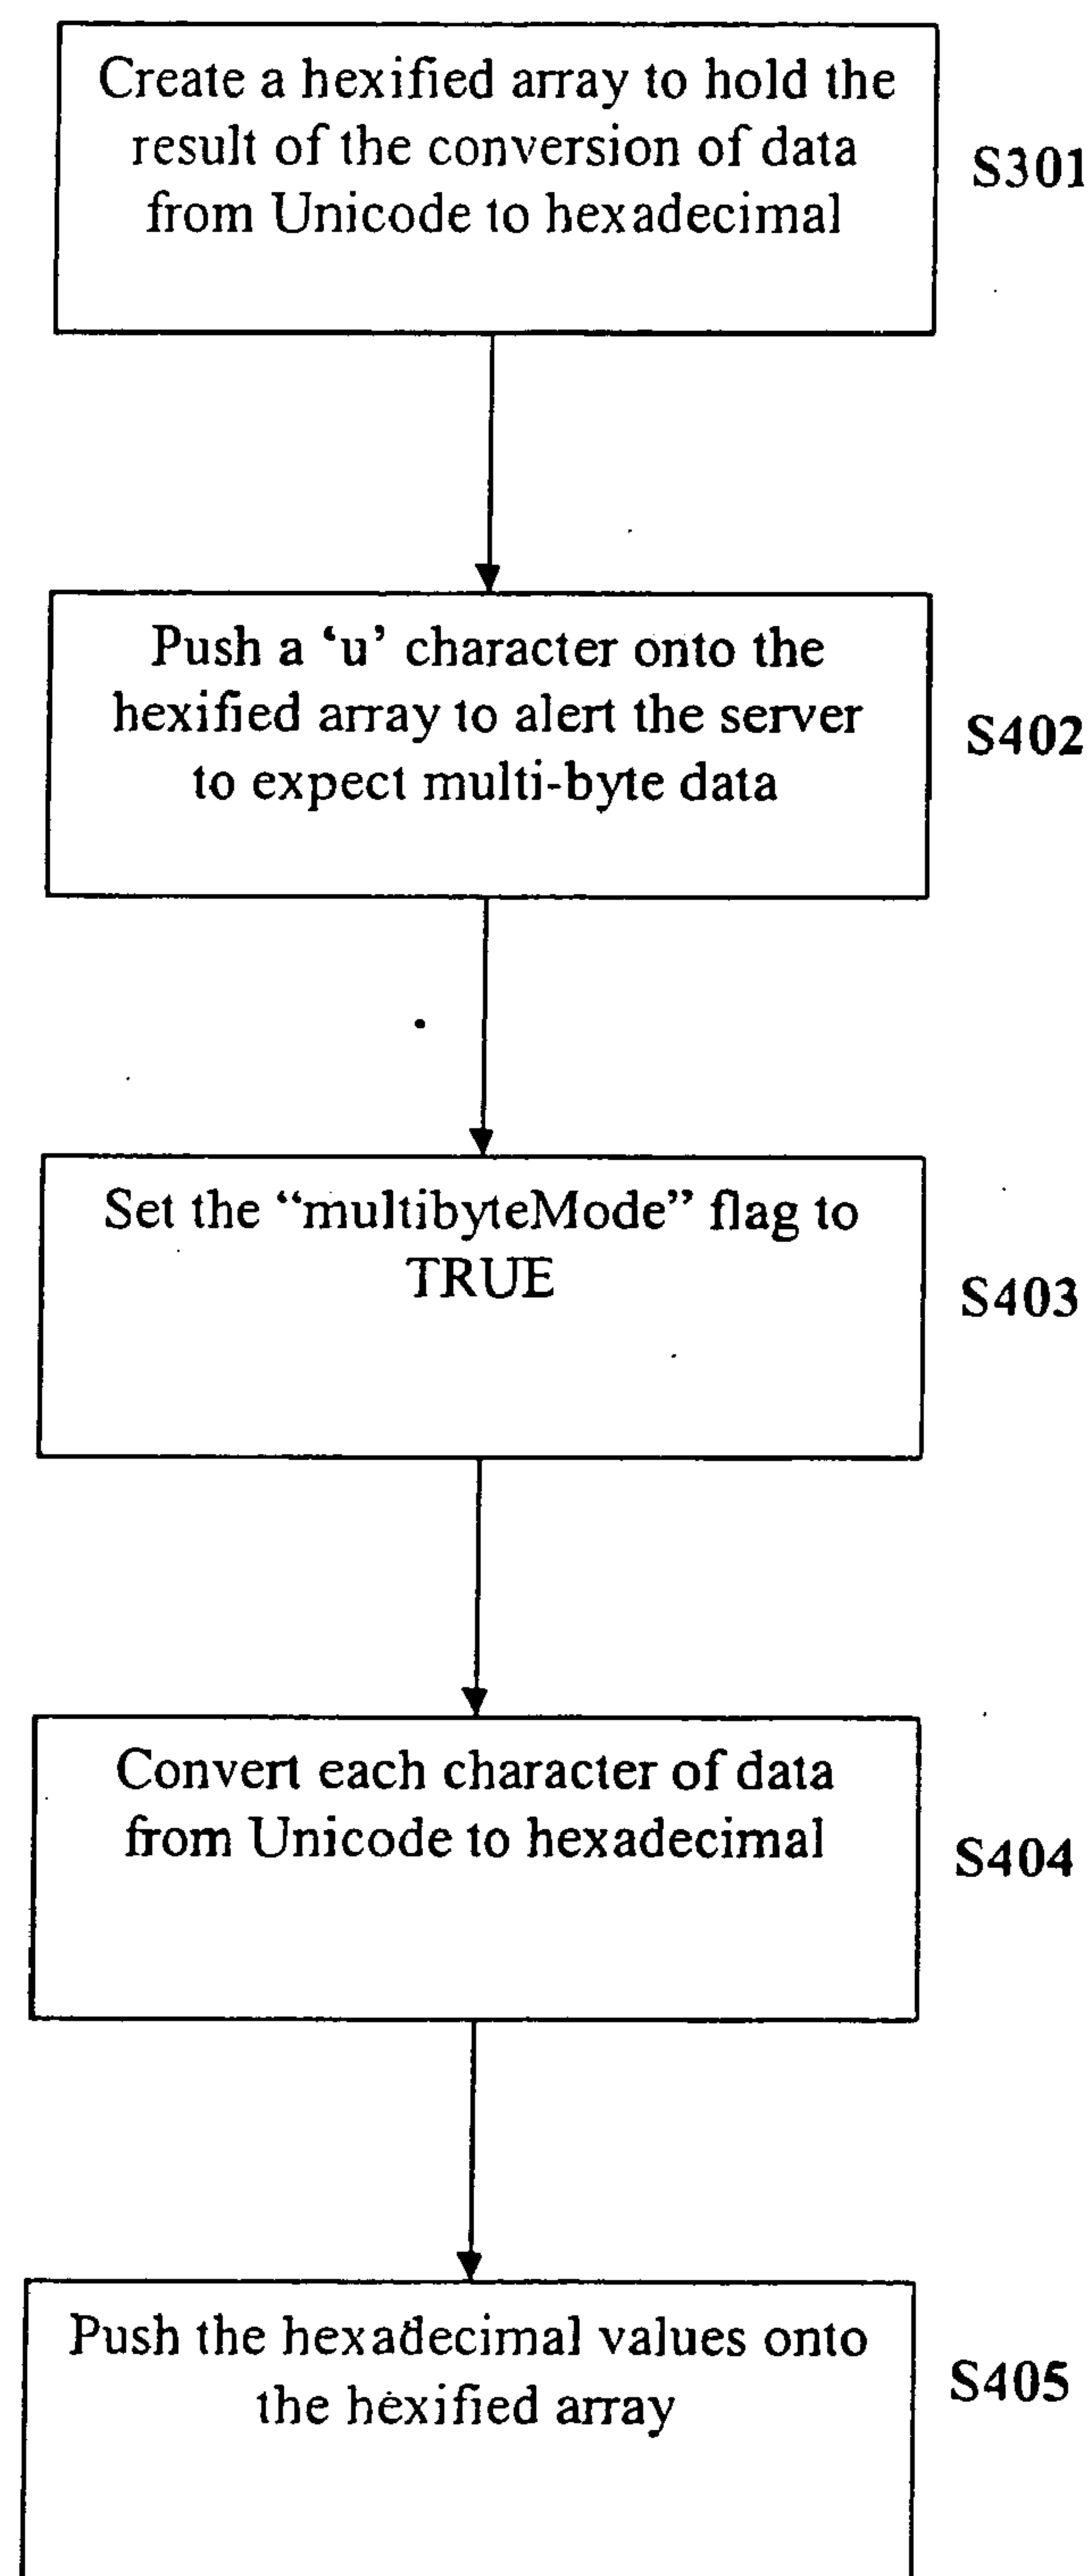 Create a hexified array to hold the
result of the conversion of data
from Unicode to hexadecimal
S301
Push a ‘u’ character onto the
hexified array to alert the server
to expect multi-byte data
S402
Set the “multibyteMode” flag to
TRUE
S403
Convert each character of data
from Unicode to hexadecimal
S404
Push the hexadecimal values onto
the hexified array
S405